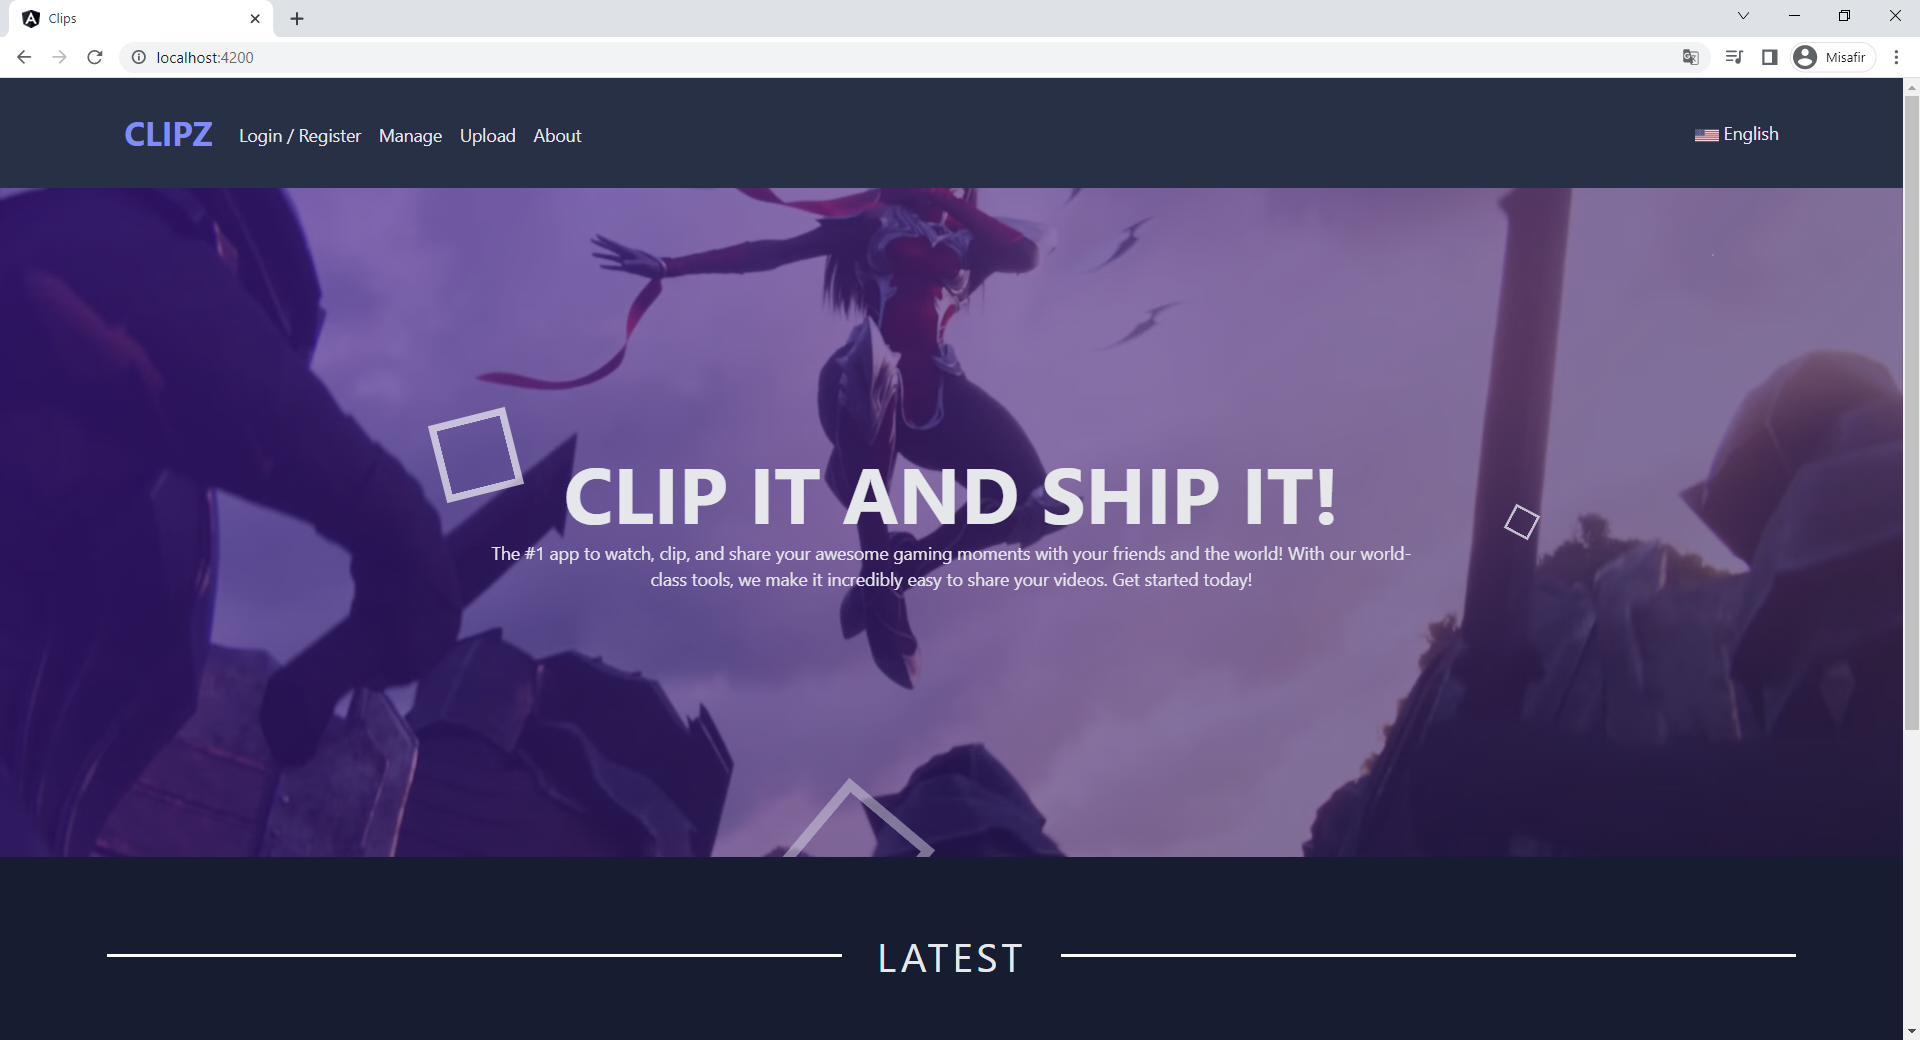 Clips
localhost:4200
Misafir
CLIPZ Login / Register Manage Upload About English
CLIP IT AND SHIP IT!
The #1 app to watch, clip, and share your awesome gaming moments with your friends and the world! With our world-
class tools, we make it incredibly easy to share your videos. Get started today!
LATEST